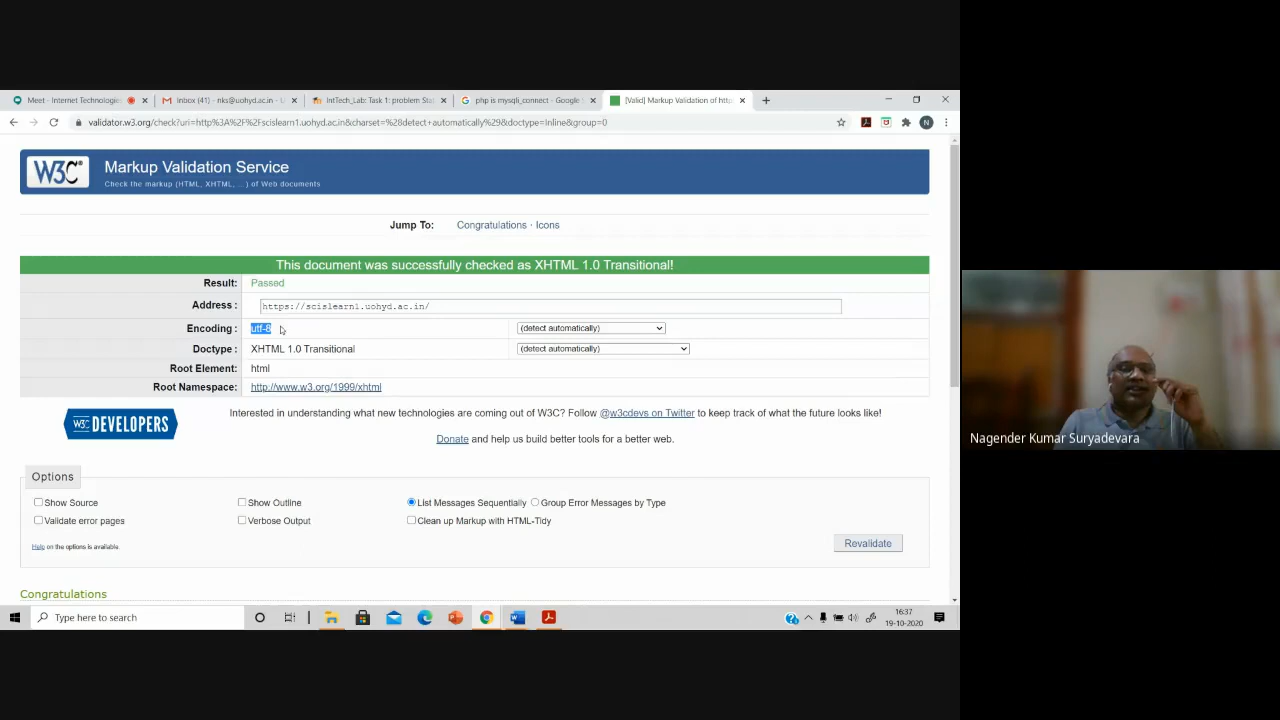 Meet - Internet Technologies
Inbox (41) - nks@uohyd.ac.in - U
IntTech_Lab: Task 1: problem Sta
php is mysqli_connect - Google S
[Valid] Markup Validation of http
validator.w3.org/check?uri=http%3A%2F%2Fscislearn1.uohyd.ac.in&charset=%28detect+automatically%29&doctype=Inline&group=0
W3C
Markup Validation Service
Check the markup (HTML, XHTML, ...) of Web documents
Jump To: Congratulations · Icons
This document was successfully checked as XHTML 1.0 Transitional!
Result: Passed
Address : https://scislearn1.uohyd.ac.in/
Encoding : utf-8 (detect automatically)
Doctype : XHTML 1.0 Transitional (detect automatically)
Root Element: html
Root Namespace: http://www.w3.org/1999/xhtml
W3C DEVELOPERS
Interested in understanding what new technologies are coming out of W3C? Follow @w3cdevs on Twitter to keep track of what the future looks like!
Donate and help us build better tools for a better web.
Nagender Kumar Suryadevara
Options
Show Source Show Outline List Messages Sequentially Group Error Messages by Type
Validate error pages Verbose Output Clean up Markup with HTML-Tidy
Help on the options is available.
Revalidate
Congratulations
Type here to search
16:37
19-10-2020